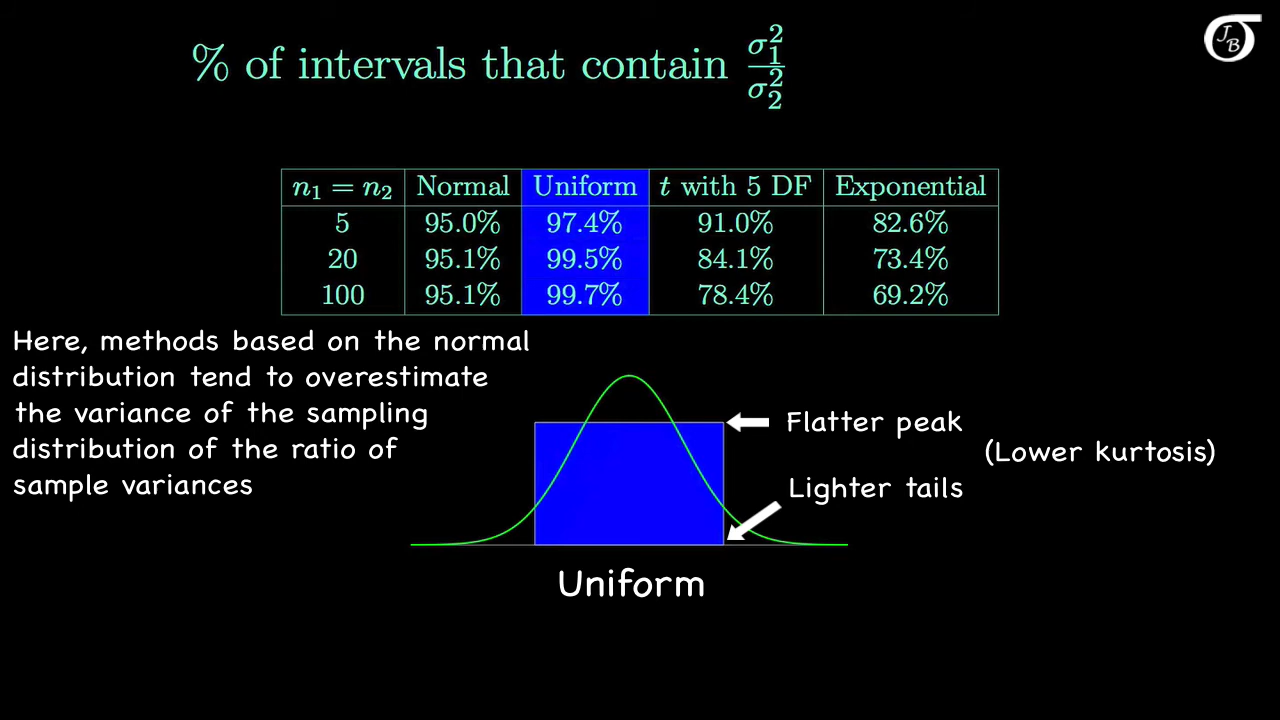 % of intervals that contain σ₁²/σ₂²
n₁ = n₂ Normal Uniform t with 5 DF Exponential
5 95.0% 97.4% 91.0% 82.6%
20 95.1% 99.5% 84.1% 73.4%
100 95.1% 99.7% 78.4% 69.2%
Here, methods based on the normal
distribution tend to overestimate
the variance of the sampling
distribution of the ratio of
sample variances
Flatter peak
(Lower kurtosis)
Lighter tails
Uniform
JB